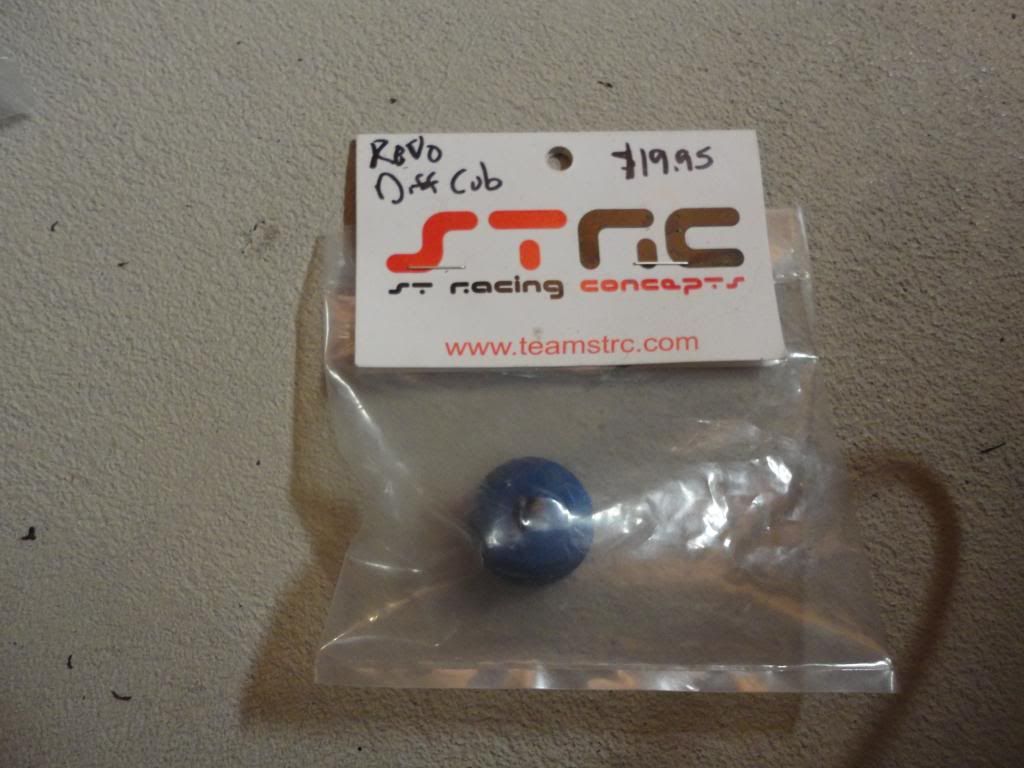 Revo
Diff Cub
$19.95
STRC
ST Racing concepts
www.teamstrc.com